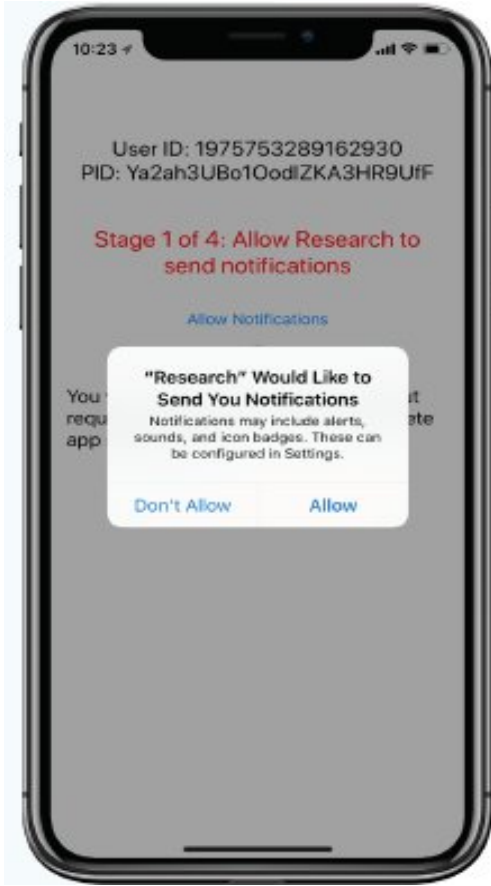 10:23
User ID: 1975753289162930
PID: Ya2ah3UBo1OodIZKA3HR9UfF
Stage 1 of 4: Allow Research to
send notifications
Allow Notifications
"Research" Would Like to
Send You Notifications
Notifications may include alerts,
sounds, and icon badges. These can
be configured in Settings.
Don't Allow
Allow
You
app